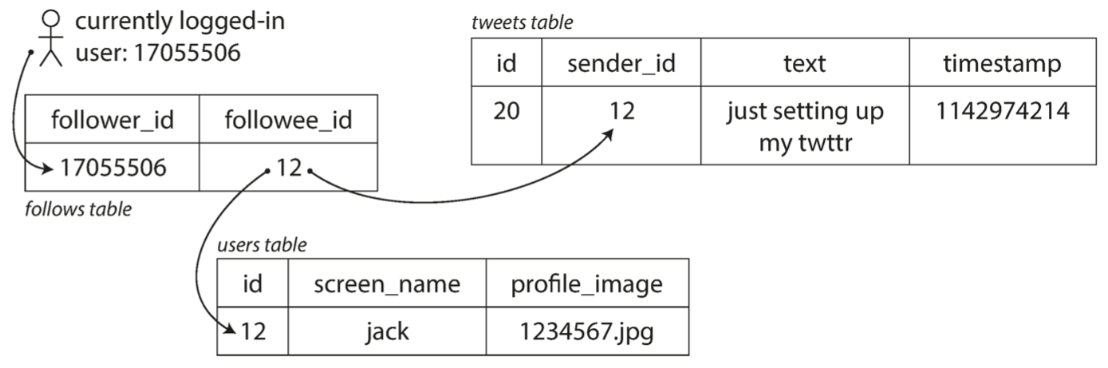 currently logged-in
user: 17055506
tweets table
id sender_id text timestamp
20 12 just setting up 1142974214
my twttr
follower_id followee_id
17055506 12
follows table
users table
id screen_name profile_image
12 jack 1234567.jpg